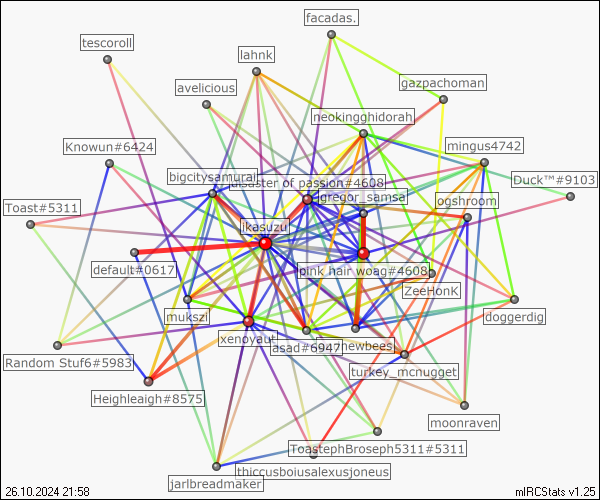 facadas.
tescoroll
lahnk
gazpachoman
avelicious
neokingghidorah
Knowun#6424
mingus4742
bigcitysamurai
disaster of passion#4608
Duck™#9103
gregor_samsa
ogshroom
Toast#5311
ikasuzu
default#0617
pink hair woag#4608
ZeeHonK
mukszi
doggerdig
xenoyaut
asad#6947
hewbees
Random Stuf6#5983
turkey_mcnugget
Heighleaigh#8575
moonraven
ToastephBroseph5311#5311
thiccusboiusalexusjoneus
jarlbreadmaker
26.10.2024 21:58
mIRCStats v1.25